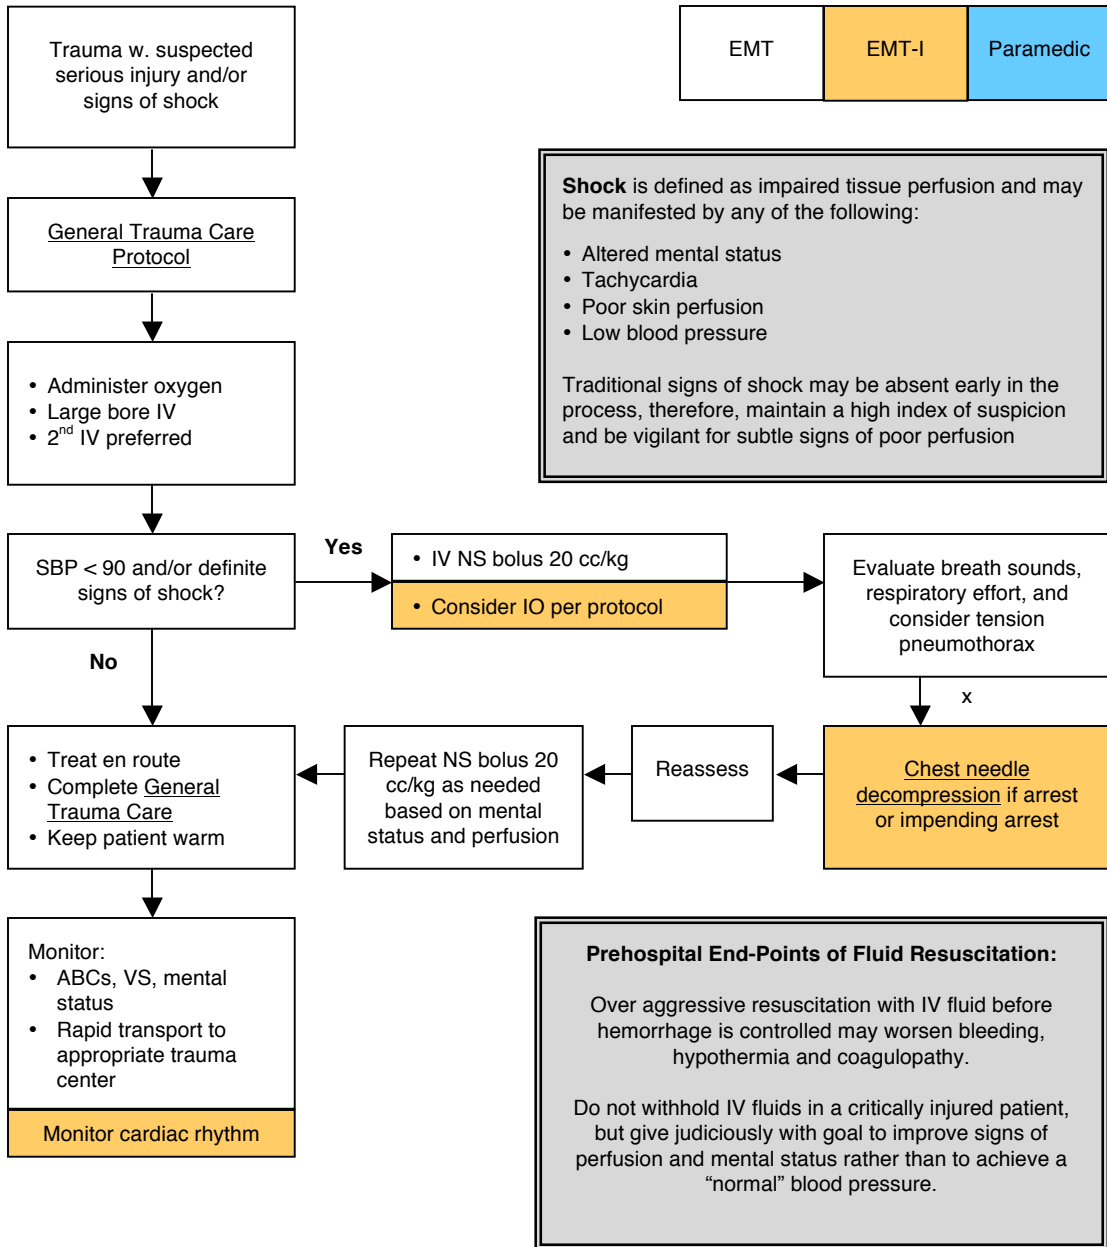 Trauma w. suspected
serious injury and/or
signs of shock
EMT
EMT-I
Paramedic
General Trauma Care
Protocol
Shock is defined as impaired tissue perfusion and may
be manifested by any of the following:
• Altered mental status
• Tachycardia
• Poor skin perfusion
• Low blood pressure
Traditional signs of shock may be absent early in the
process, therefore, maintain a high index of suspicion
and be vigilant for subtle signs of poor perfusion
• Administer oxygen
• Large bore IV
• 2nd IV preferred
SBP < 90 and/or definite
signs of shock?
Yes
• IV NS bolus 20 cc/kg
• Consider IO per protocol
Evaluate breath sounds,
respiratory effort, and
consider tension
pneumothorax
x
Chest needle
decompression if arrest
or impending arrest
Reassess
Repeat NS bolus 20
cc/kg as needed
based on mental
status and perfusion
No
• Treat en route
• Complete General
Trauma Care
• Keep patient warm
Monitor:
• ABCs, VS, mental
status
• Rapid transport to
appropriate trauma
center
Monitor cardiac rhythm
Prehospital End-Points of Fluid Resuscitation:
Over aggressive resuscitation with IV fluid before
hemorrhage is controlled may worsen bleeding,
hypothermia and coagulopathy.
Do not withhold IV fluids in a critically injured patient,
but give judiciously with goal to improve signs of
perfusion and mental status rather than to achieve a
“normal” blood pressure.